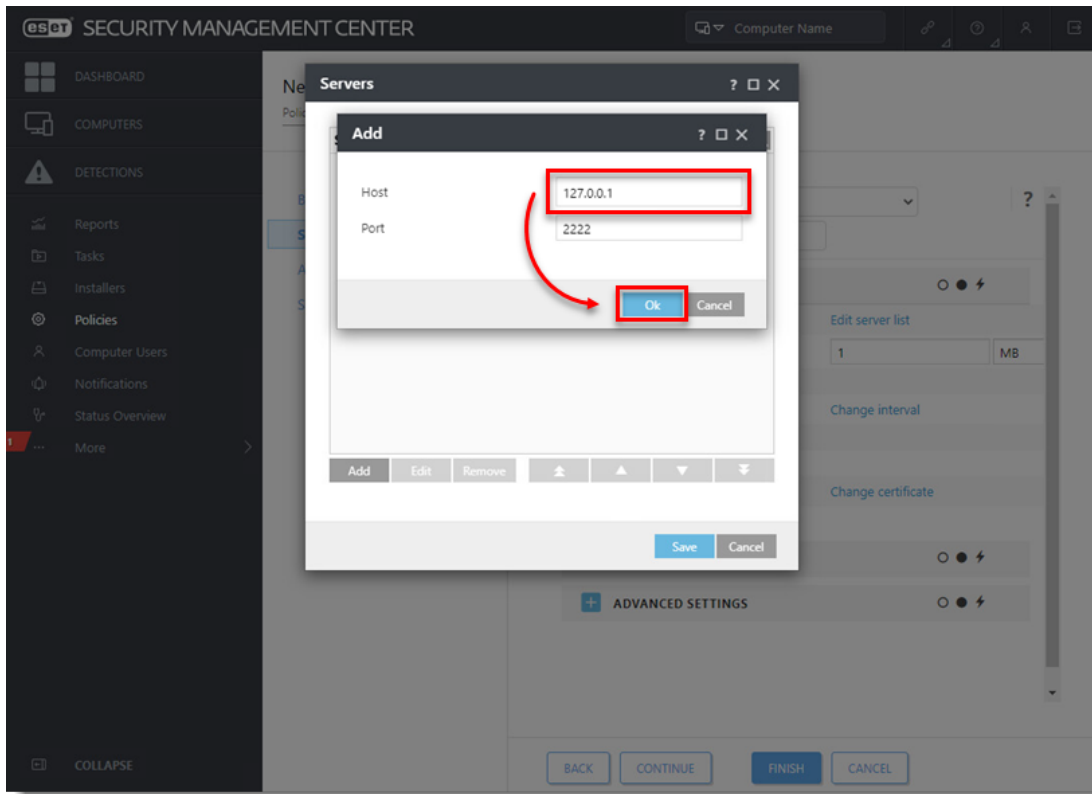 eset SECURITY MANAGEMENT CENTER
Computer Name
DASHBOARD
COMPUTERS
DETECTIONS
Reports
Tasks
Installers
Policies
Computer Users
Notifications
Status Overview
1
More
COLLAPSE
Ne
Servers
? 
Add
?
Host
127.0.0.1
Port
2222
Ok
Cancel
?
Edit server list
1
MB
Change interval
Change certificate
Add
Edit
Remove
Save
Cancel
+ ADVANCED SETTINGS
BACK
CONTINUE
FINISH
CANCEL